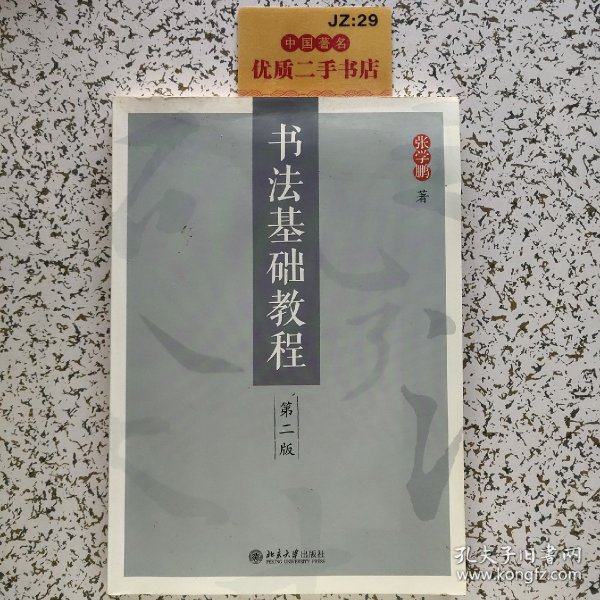 JZ:29
中国著名
优质二手书店
书法基础教程
张学鹏
著
第二版
北京大学出版社
PEKING UNIVERSITY PRESS
孔夫子旧书网
www.kongfz.com